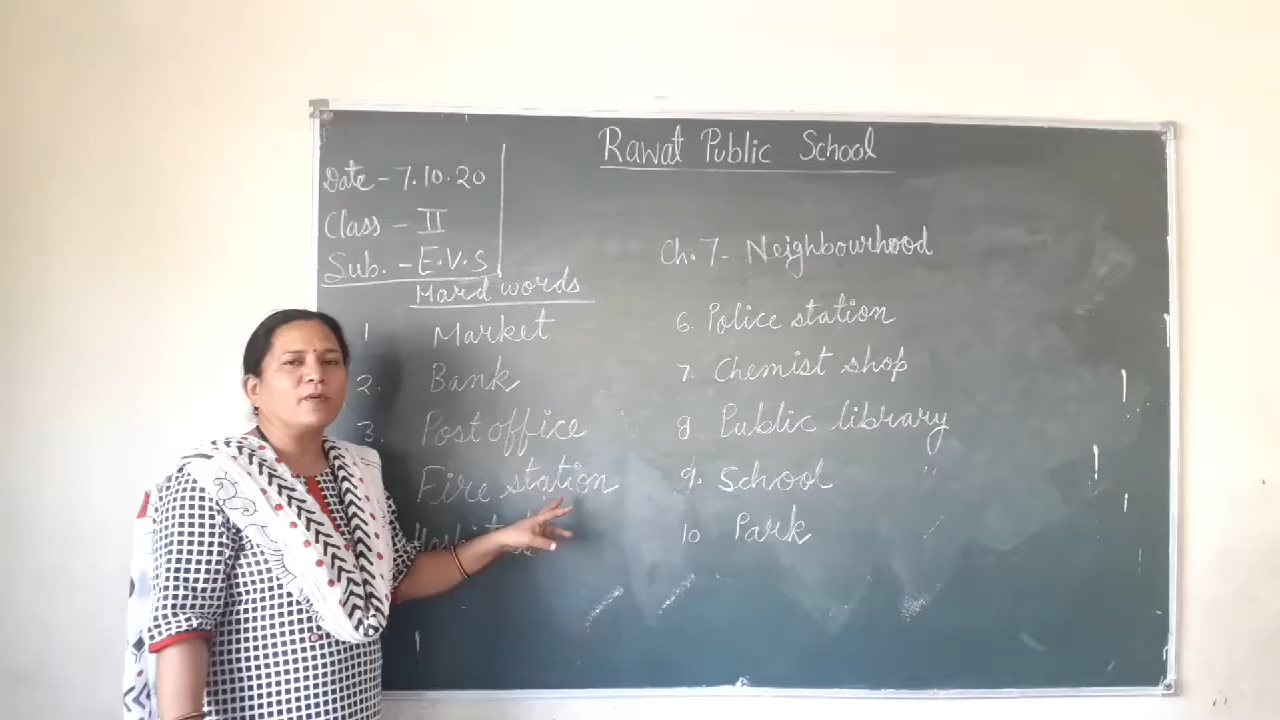 Rawat Public School
Date - 7.10.20
Class - II
Sub. - E.V.S
Ch. 7 - Neighbourhood
Hard words
1 Market
2. Bank
3. Post office
Fire station
Hospital
6. Police station
7. Chemist shop
8 Public library
9. School
10 Park